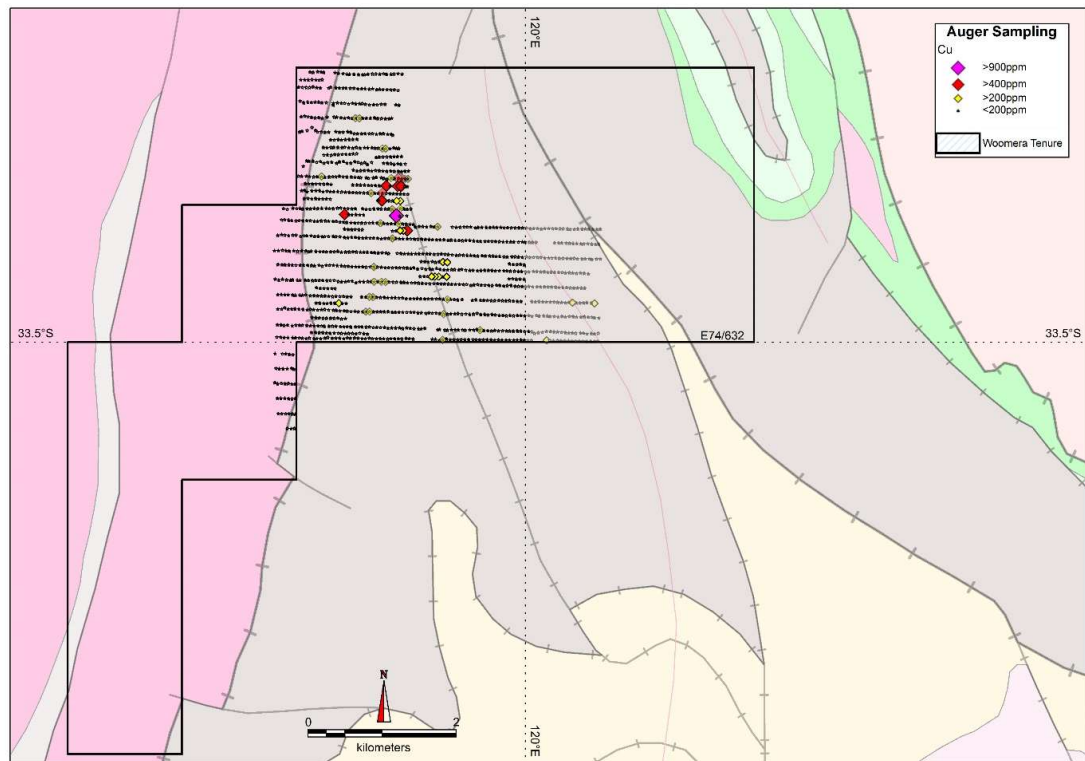 120°E
Auger Sampling
Cu
>900ppm
>400ppm
>200ppm
<200ppm
Woomera Tenure
33.5°S
33.5°S
E74/632
N
0 2
kilometers
120°E